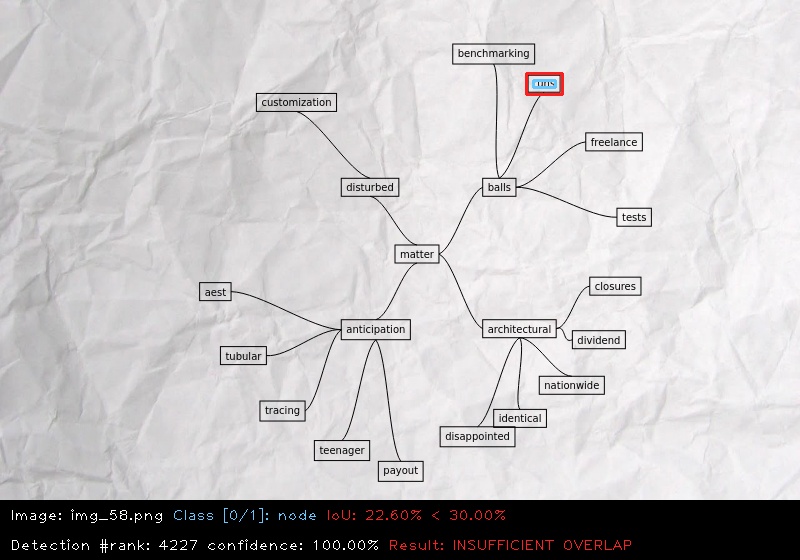 benchmarking
customization
freelance
disturbed
balls
tests
matter
aest
closures
anticipation
architectural
dividend
tubular
nationwide
tracing
identical
disappointed
teenager
payout
Image: img_58.png Class [0/1]: node IoU: 22.60% < 30.00%
Detection #rank: 4227 confidence: 100.00% Result: INSUFFICIENT OVERLAP